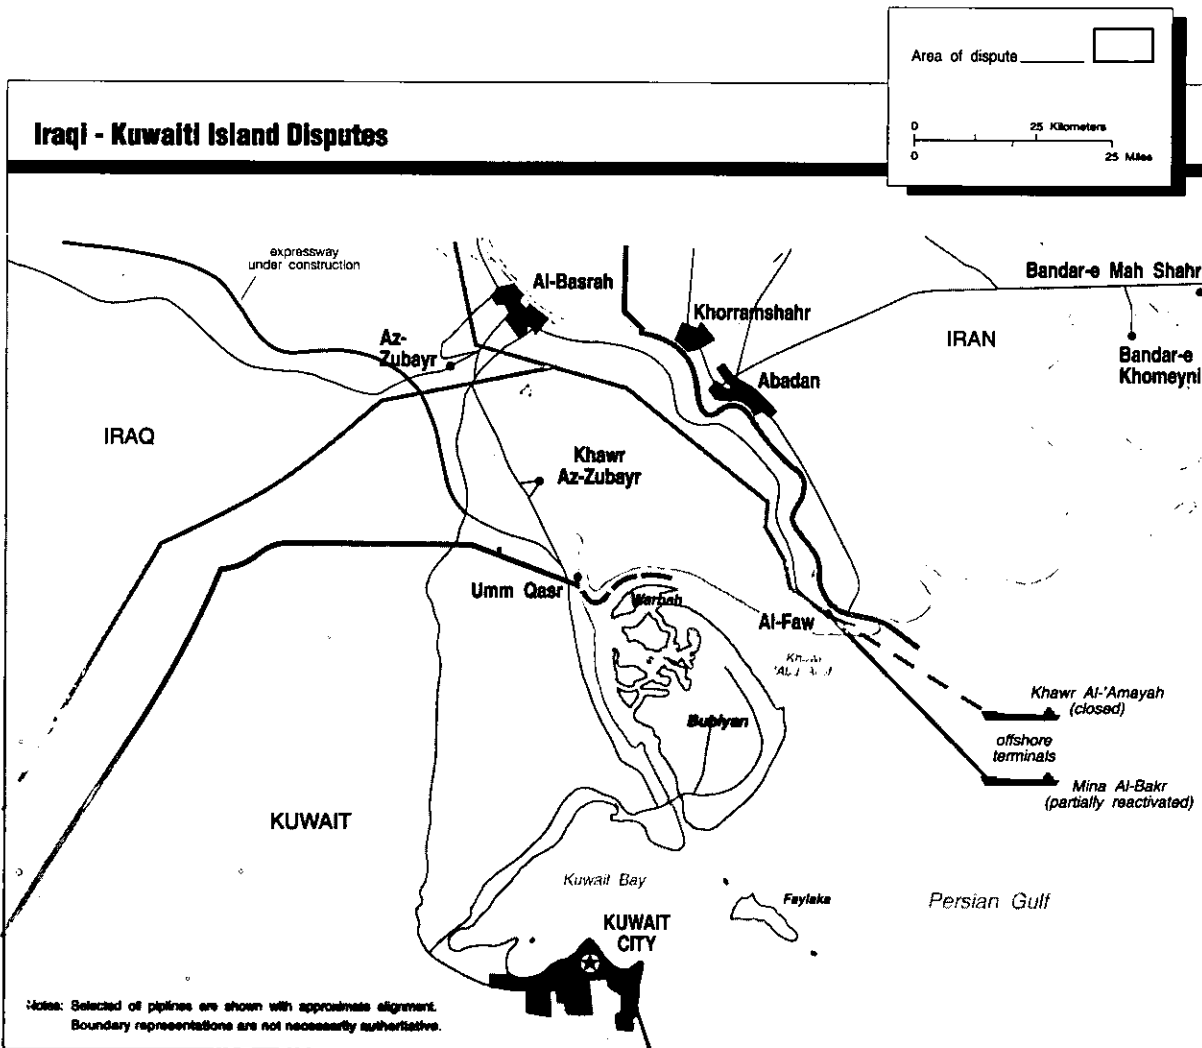 Area of dispute
0 25 Kilometers
0 25 Miles
Iraqi - Kuwaiti Island Disputes
expressway
under construction
Al-Basrah
Bandar-e Mah Shahr
Khorramshahr
IRAN
Az-
Zubayr
Bandar-e
Khomeyni
Abadan
IRAQ
Khawr
Az-Zubayr
Umm Qasr
Warbah
Al-Faw
Khawr Al-'Amayah
(closed)
Bubiyan
offshore
terminals
Mina Al-Bakr
(partially reactivated)
KUWAIT
Kuwait Bay
Faylaka
Persian Gulf
KUWAIT
CITY
Notes: Selected oil piplines are shown with approximate alignment.
Boundary representations are not necessarily authoritative.